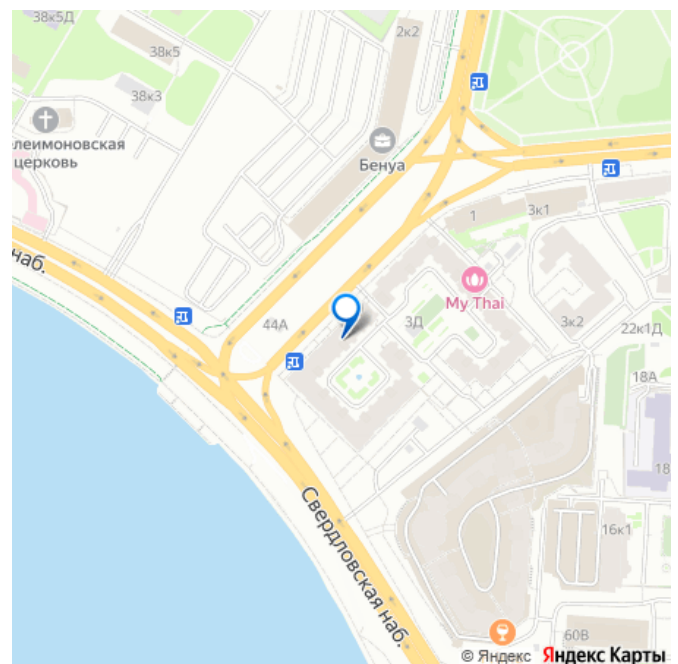 38к5Д
38к5
38к3
2к2
елеимоновская
церковь
Бенуа
1
3к1
наб.
My Thai
44А
3Д
3к2
22к1Д
18А
18
Свердловская наб.
16к1
60В
© Яндекс Яндекс Карты